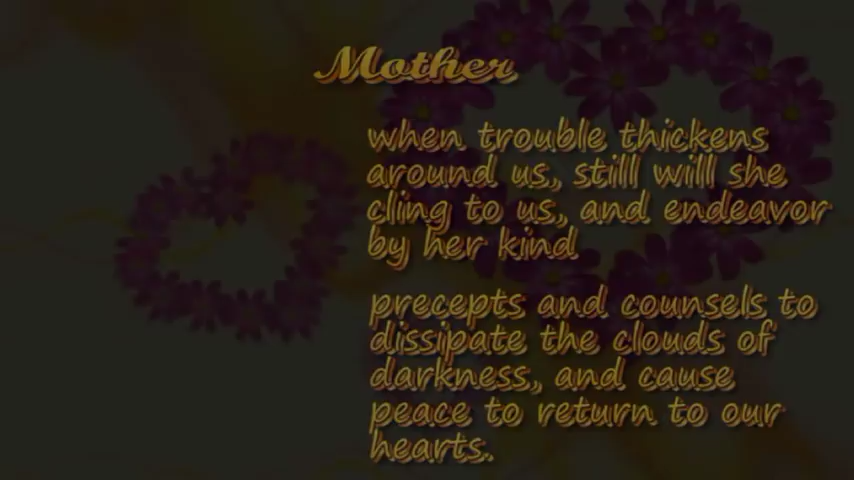 Mother
when trouble thickens
around us, still will she
cling to us, and endeavor
by her kind
precepts and counsels to
dissipate the clouds of
darkness, and cause
peace to return to our
hearts.